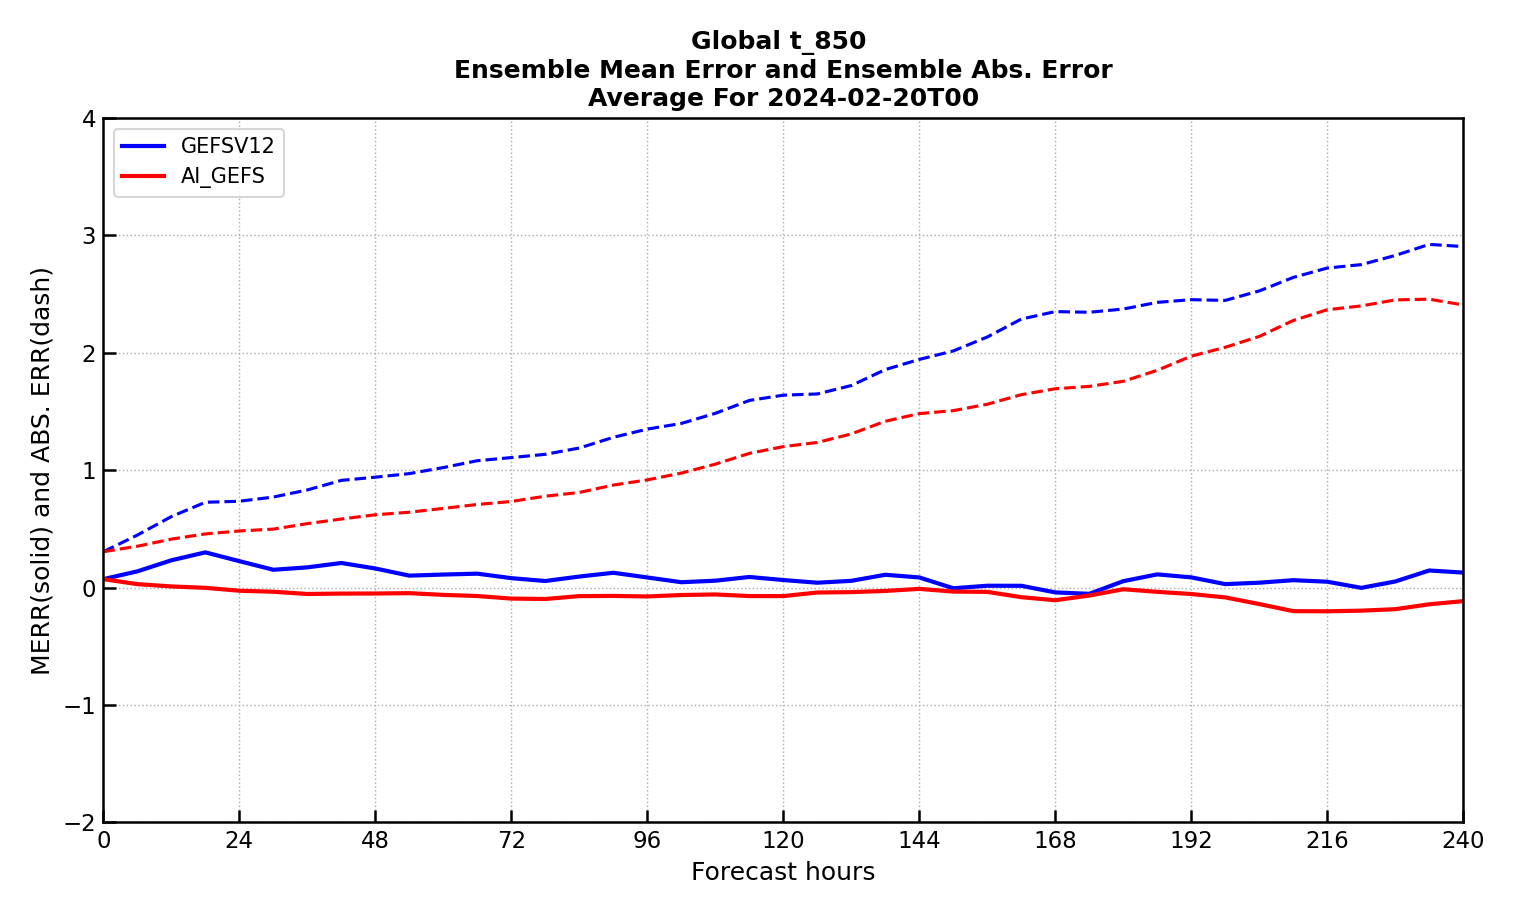 Global t_850
Ensemble Mean Error and Ensemble Abs. Error
Average For 2024-02-20T00
GEFSV12
AI_GEFS
MERR(solid) and ABS. ERR(dash)
4
3
2
1
0
−1
−2
0 24 48 72 96 120 144 168 192 216 240
Forecast hours